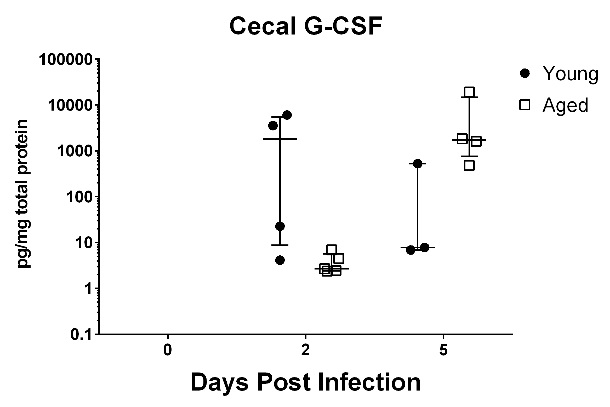 Cecal G-CSF
100000
10000
1000
100
10
1
0.1
pg/mg total protein
0
2
5
Days Post Infection
Young
Aged